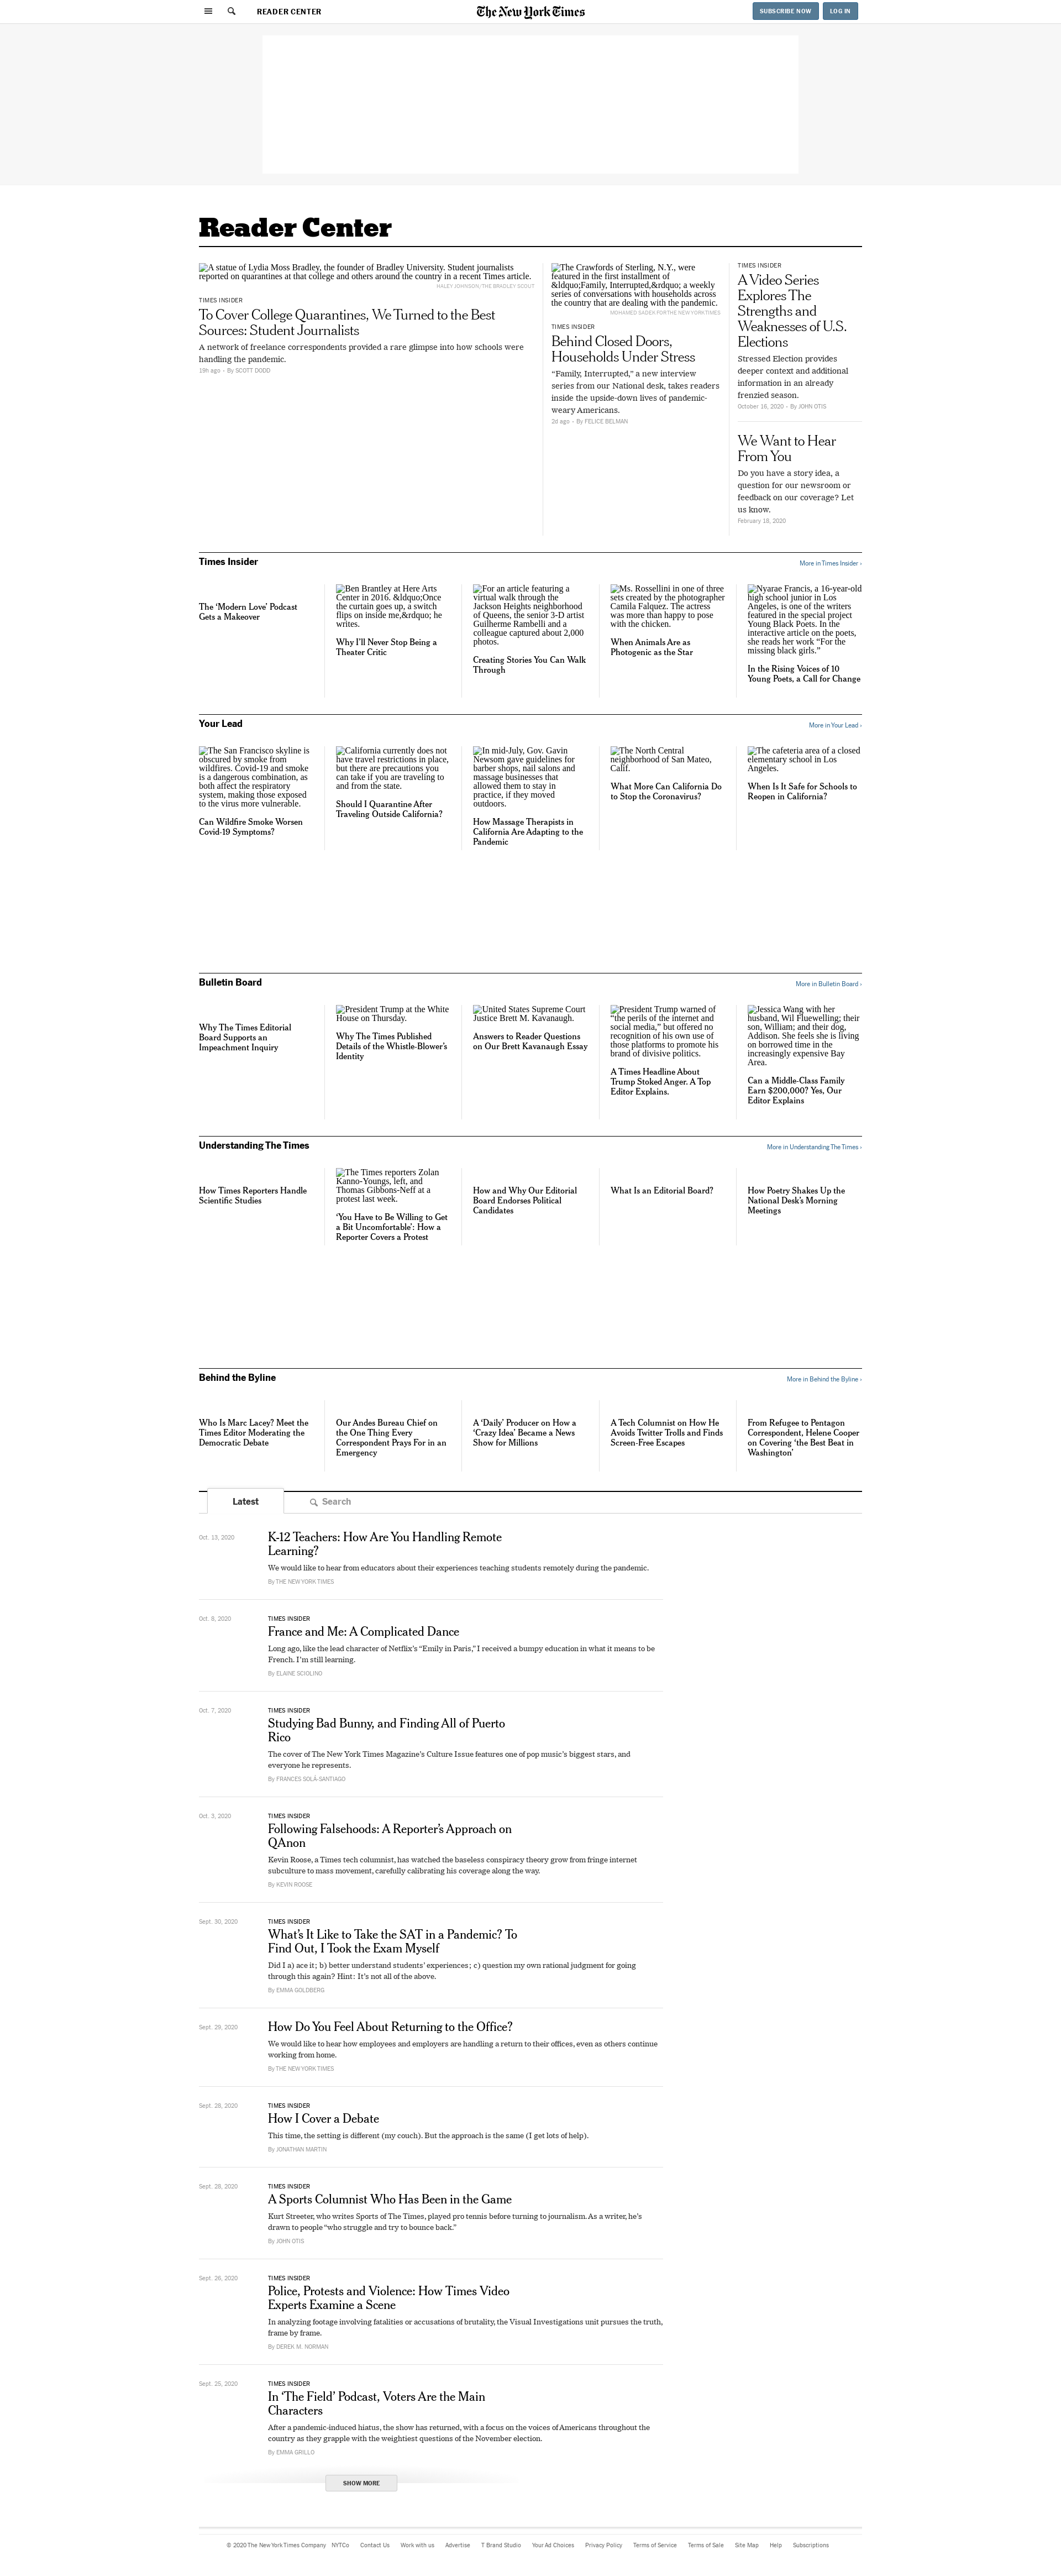 READER CENTER
The New York Times
SUBSCRIBE NOW
LOG IN
Reader Center
A statue of Lydia Moss Bradley, the founder of Bradley University. Student journalists
reported on quarantines at that college and others around the country in a recent Times article.
HALEY JOHNSON/THE BRADLEY SCOUT
TIMES INSIDER
To Cover College Quarantines, We Turned to the Best
Sources: Student Journalists
A network of freelance correspondents provided a rare glimpse into how schools were
handling the pandemic.
19h ago – By SCOTT DODD
The Crawfords of Sterling, N.Y., were
featured in the first installment of
&ldquo;Family, Interrupted,&rdquo; a weekly
series of conversations with households across
the country that are dealing with the pandemic.
MOHAMED SADEK FOR THE NEW YORK TIMES
TIMES INSIDER
Behind Closed Doors,
Households Under Stress
“Family, Interrupted,” a new interview
series from our National desk, takes readers
inside the upside-down lives of pandemic-
weary Americans.
2d ago – By FELICE BELMAN
TIMES INSIDER
A Video Series
Explores The
Strengths and
Weaknesses of U.S.
Elections
Stressed Election provides
deeper context and additional
information in an already
frenzied season.
October 16, 2020 – By JOHN OTIS
We Want to Hear
From You
Do you have a story idea, a
question for our newsroom or
feedback on our coverage? Let
us know.
February 18, 2020
Times Insider
More in Times Insider ›
The ‘Modern Love’ Podcast
Gets a Makeover
Ben Brantley at Here Arts
Center in 2016. &ldquo;Once
the curtain goes up, a switch
flips on inside me,&rdquo; he
writes.
Why I’ll Never Stop Being a
Theater Critic
For an article featuring a
virtual walk through the
Jackson Heights neighborhood
of Queens, the senior 3-D artist
Guilherme Rambelli and a
colleague captured about 2,000
photos.
Creating Stories You Can Walk
Through
Ms. Rossellini in one of three
sets created by the photographer
Camila Falquez. The actress
was more than happy to pose
with the chicken.
When Animals Are as
Photogenic as the Star
Nyarae Francis, a 16-year-old
high school junior in Los
Angeles, is one of the writers
featured in the special project
Young Black Poets. In the
interactive article on the poets,
she reads her work “For the
missing black girls.”
In the Rising Voices of 10
Young Poets, a Call for Change
Your Lead
More in Your Lead ›
The San Francisco skyline is
obscured by smoke from
wildfires. Covid-19 and smoke
is a dangerous combination, as
both affect the respiratory
system, making those exposed
to the virus more vulnerable.
Can Wildfire Smoke Worsen
Covid-19 Symptoms?
California currently does not
have travel restrictions in place,
but there are precautions you
can take if you are traveling to
and from the state.
Should I Quarantine After
Traveling Outside California?
In mid-July, Gov. Gavin
Newsom gave guidelines for
barber shops, nail salons and
massage businesses that
allowed them to stay in
practice, if they moved
outdoors.
How Massage Therapists in
California Are Adapting to the
Pandemic
The North Central
neighborhood of San Mateo,
Calif.
What More Can California Do
to Stop the Coronavirus?
The cafeteria area of a closed
elementary school in Los
Angeles.
When Is It Safe for Schools to
Reopen in California?
Bulletin Board
More in Bulletin Board ›
Why The Times Editorial
Board Supports an
Impeachment Inquiry
President Trump at the White
House on Thursday.
Why The Times Published
Details of the Whistle-Blower’s
Identity
United States Supreme Court
Justice Brett M. Kavanaugh.
Answers to Reader Questions
on Our Brett Kavanaugh Essay
President Trump warned of
“the perils of the internet and
social media,” but offered no
recognition of his own use of
those platforms to promote his
brand of divisive politics.
A Times Headline About
Trump Stoked Anger. A Top
Editor Explains.
Jessica Wang with her
husband, Wil Fluewelling; their
son, William; and their dog,
Addison. She feels she is living
on borrowed time in the
increasingly expensive Bay
Area.
Can a Middle-Class Family
Earn $200,000? Yes, Our
Editor Explains
Understanding The Times
More in Understanding The Times ›
How Times Reporters Handle
Scientific Studies
The Times reporters Zolan
Kanno-Youngs, left, and
Thomas Gibbons-Neff at a
protest last week.
‘You Have to Be Willing to Get
a Bit Uncomfortable’: How a
Reporter Covers a Protest
How and Why Our Editorial
Board Endorses Political
Candidates
What Is an Editorial Board?
How Poetry Shakes Up the
National Desk’s Morning
Meetings
Behind the Byline
More in Behind the Byline ›
Who Is Marc Lacey? Meet the
Times Editor Moderating the
Democratic Debate
Our Andes Bureau Chief on
the One Thing Every
Correspondent Prays For in an
Emergency
A ‘Daily’ Producer on How a
‘Crazy Idea’ Became a News
Show for Millions
A Tech Columnist on How He
Avoids Twitter Trolls and Finds
Screen-Free Escapes
From Refugee to Pentagon
Correspondent, Helene Cooper
on Covering ‘the Best Beat in
Washington’
Latest
Search
Oct. 13, 2020
K-12 Teachers: How Are You Handling Remote
Learning?
We would like to hear from educators about their experiences teaching students remotely during the pandemic.
By THE NEW YORK TIMES
Oct. 8, 2020
TIMES INSIDER
France and Me: A Complicated Dance
Long ago, like the lead character of Netflix’s “Emily in Paris,” I received a bumpy education in what it means to be
French. I’m still learning.
By ELAINE SCIOLINO
Oct. 7, 2020
TIMES INSIDER
Studying Bad Bunny, and Finding All of Puerto
Rico
The cover of The New York Times Magazine’s Culture Issue features one of pop music’s biggest stars, and
everyone he represents.
By FRANCES SOLÁ-SANTIAGO
Oct. 3, 2020
TIMES INSIDER
Following Falsehoods: A Reporter’s Approach on
QAnon
Kevin Roose, a Times tech columnist, has watched the baseless conspiracy theory grow from fringe internet
subculture to mass movement, carefully calibrating his coverage along the way.
By KEVIN ROOSE
Sept. 30, 2020
TIMES INSIDER
What’s It Like to Take the SAT in a Pandemic? To
Find Out, I Took the Exam Myself
Did I a) ace it; b) better understand students’ experiences; c) question my own rational judgment for going
through this again? Hint: It’s not all of the above.
By EMMA GOLDBERG
Sept. 29, 2020
How Do You Feel About Returning to the Office?
We would like to hear how employees and employers are handling a return to their offices, even as others continue
working from home.
By THE NEW YORK TIMES
Sept. 28, 2020
TIMES INSIDER
How I Cover a Debate
This time, the setting is different (my couch). But the approach is the same (I get lots of help).
By JONATHAN MARTIN
Sept. 28, 2020
TIMES INSIDER
A Sports Columnist Who Has Been in the Game
Kurt Streeter, who writes Sports of The Times, played pro tennis before turning to journalism. As a writer, he’s
drawn to people “who struggle and try to bounce back.”
By JOHN OTIS
Sept. 26, 2020
TIMES INSIDER
Police, Protests and Violence: How Times Video
Experts Examine a Scene
In analyzing footage involving fatalities or accusations of brutality, the Visual Investigations unit pursues the truth,
frame by frame.
By DEREK M. NORMAN
Sept. 25, 2020
TIMES INSIDER
In ‘The Field’ Podcast, Voters Are the Main
Characters
After a pandemic-induced hiatus, the show has returned, with a focus on the voices of Americans throughout the
country as they grapple with the weightiest questions of the November election.
By EMMA GRILLO
SHOW MORE
© 2020 The New York Times Company NYTCo Contact Us Work with us Advertise T Brand Studio Your Ad Choices Privacy Policy Terms of Service Terms of Sale Site Map Help Subscriptions